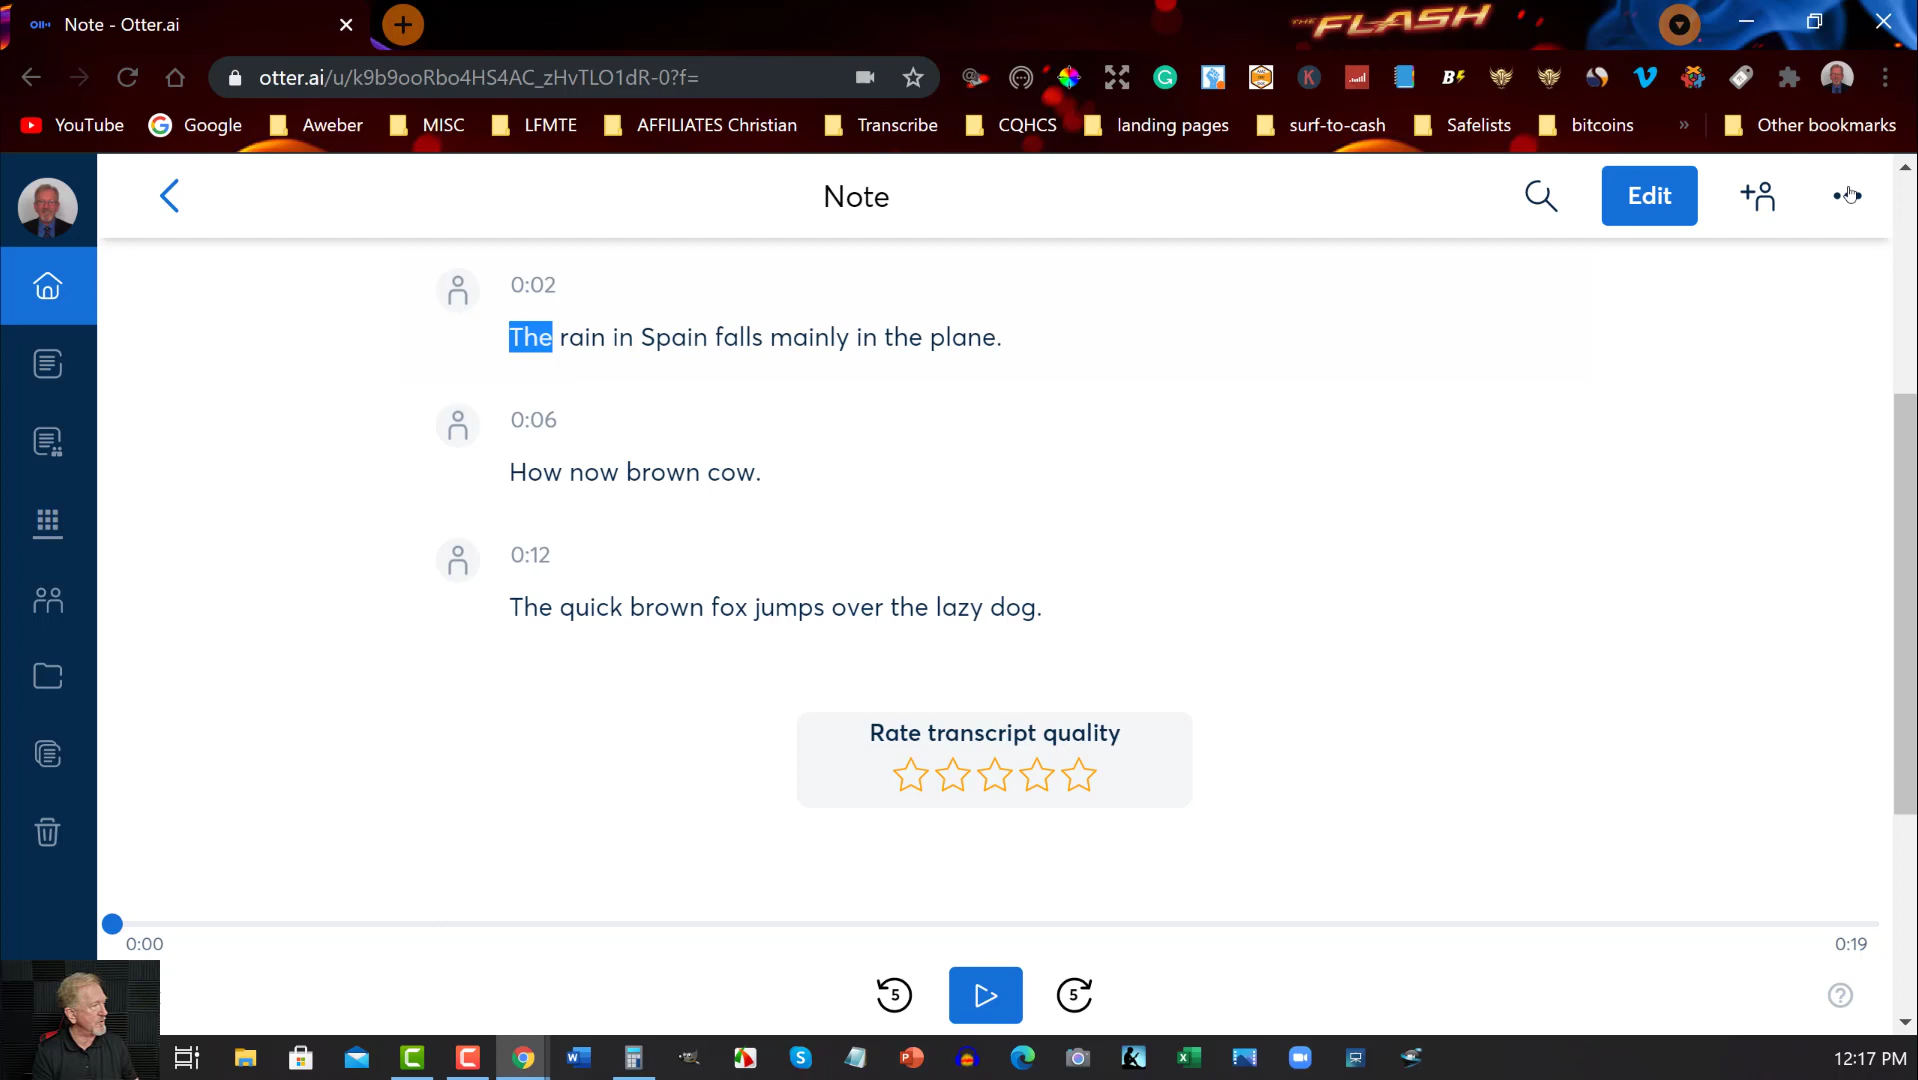 Note - Otter.ai
THE FLASH
otter.ai/u/k9b9ooRbo4HS4AC_zHvTLO1dR-0?f=
YouTube Google Aweber MISC LFMTE AFFILIATES Christian Transcribe CQHCS landing pages surf-to-cash Safelists bitcoins » Other bookmarks
Note
Edit
0:02
The rain in Spain falls mainly in the plane.
0:06
How now brown cow.
0:12
The quick brown fox jumps over the lazy dog.
Rate transcript quality
0:00
0:19
5
5
12:17 PM